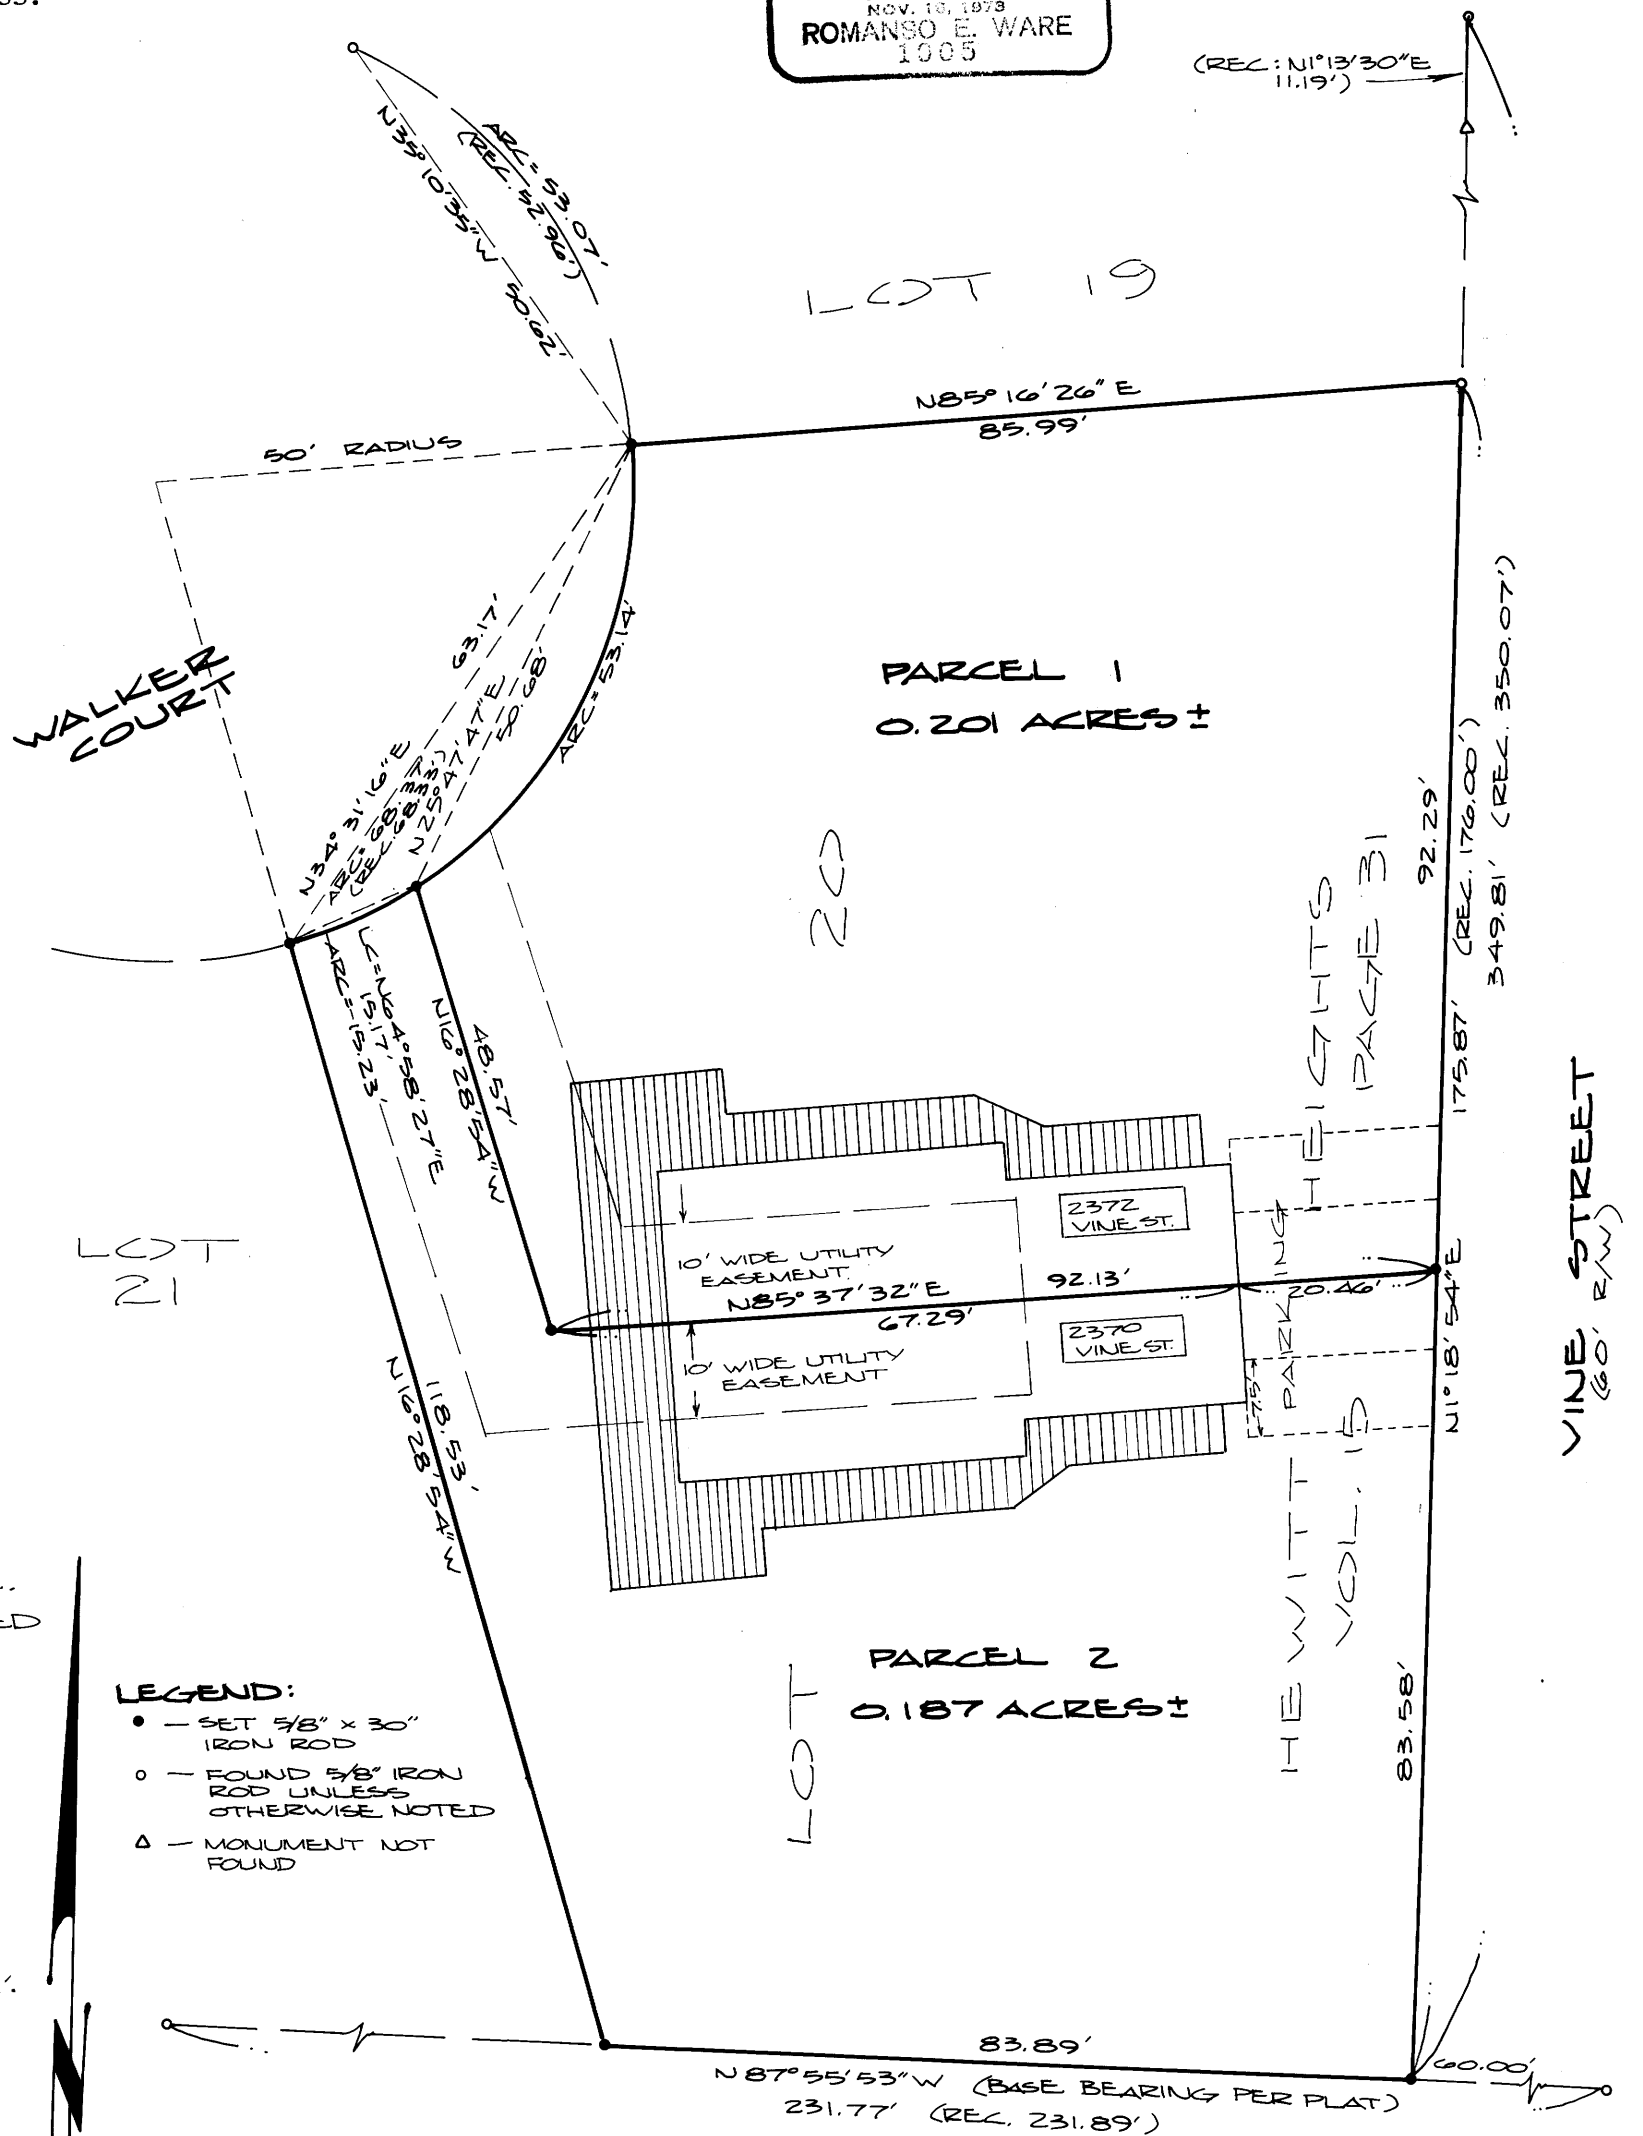 NOV. 16, 1973
ROMANSO E. WARE
1005
(REC: N1°13'30"E
11.19')
N35°10'35"W 50.62'
ARC= 53.07'
(REC. 52.96')
LOT 19
N85°16'26"E
85.99'
50' RADIUS
63.17'
N34°31'16"E
ARC= 68.37'
(REC. 68.33')
N25°47'47"E
50.68'
ARC= 53.14'
WALKER
COURT
PARCEL 1
0.201 ACRES±
92.29'
(REC. 176.00')
175.87'
349.81' (REC. 350.07')
20
HEIGHTS
PAGE 31
LC=N64°58'27"E
15.17'
ARC=15.23'
48.57'
N16°28'54"W
2372
VINE ST.
10' WIDE UTILITY
EASEMENT
N85°37'32"E
92.13'
67.29'
20.46'
2370
VINE ST.
10' WIDE UTILITY
EASEMENT
PARKING
7.5'
N1°18'54"E
VINE STREET
(60' R/W)
LOT
21
118.53'
N16°28'54"W
HEWITT
VOL. 15
PARCEL 2
0.187 ACRES±
LOT
83.58'
ED
LEGEND:
● — SET 5/8" x 30"
IRON ROD
○ — FOUND 5/8" IRON
ROD UNLESS
OTHERWISE NOTED
△ — MONUMENT NOT
FOUND
N
83.89'
N87°55'53"W (BASE BEARING PER PLAT)
231.77' (REC. 231.89')
60.00'